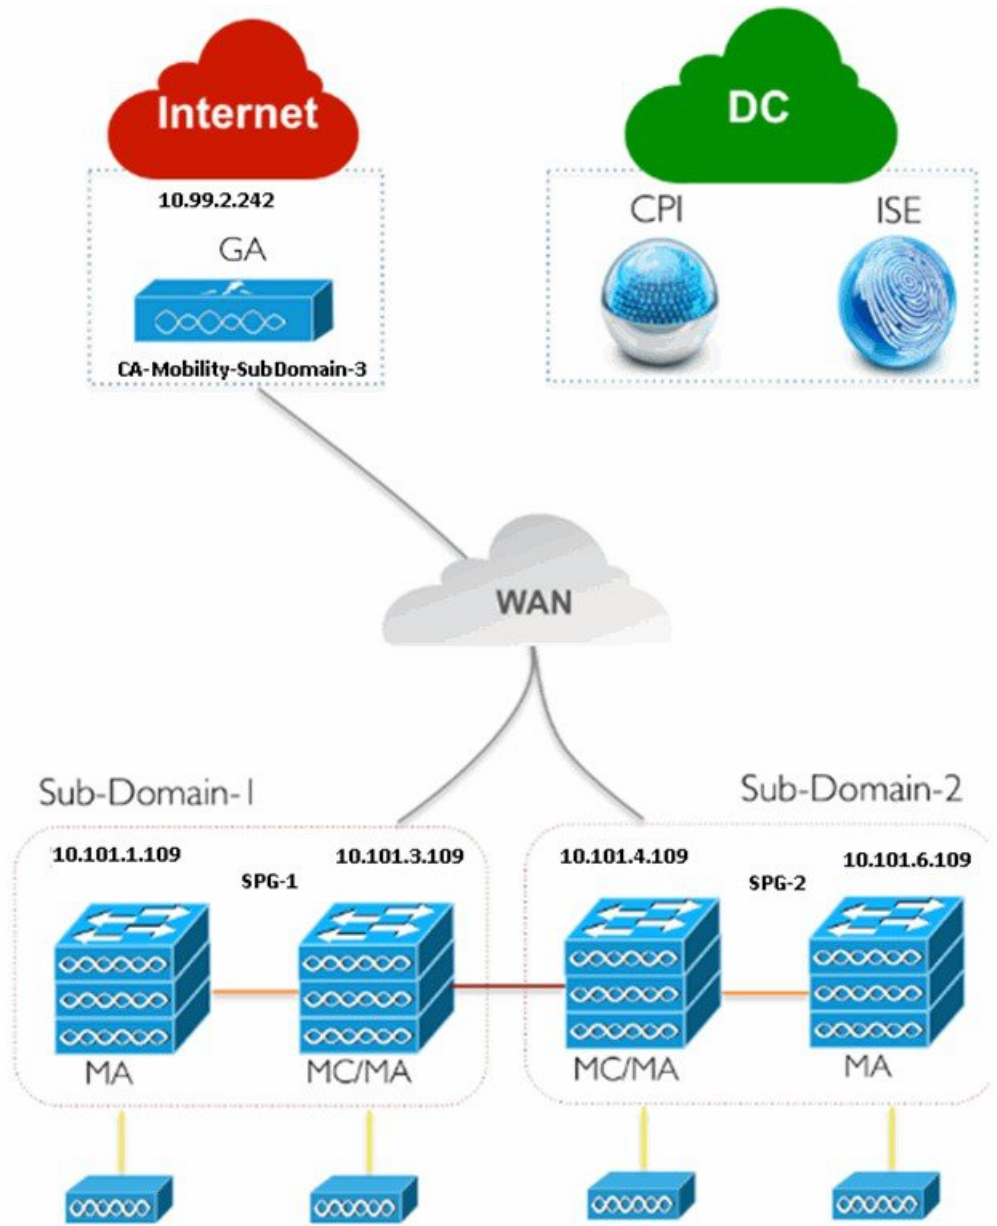 Internet
DC
10.99.2.242
GA
CA-Mobility-SubDomain-3
CPI
ISE
WAN
Sub-Domain-1
Sub-Domain-2
10.101.1.109
SPG-1
10.101.3.109
10.101.4.109
SPG-2
10.101.6.109
MA
MC/MA
MC/MA
MA